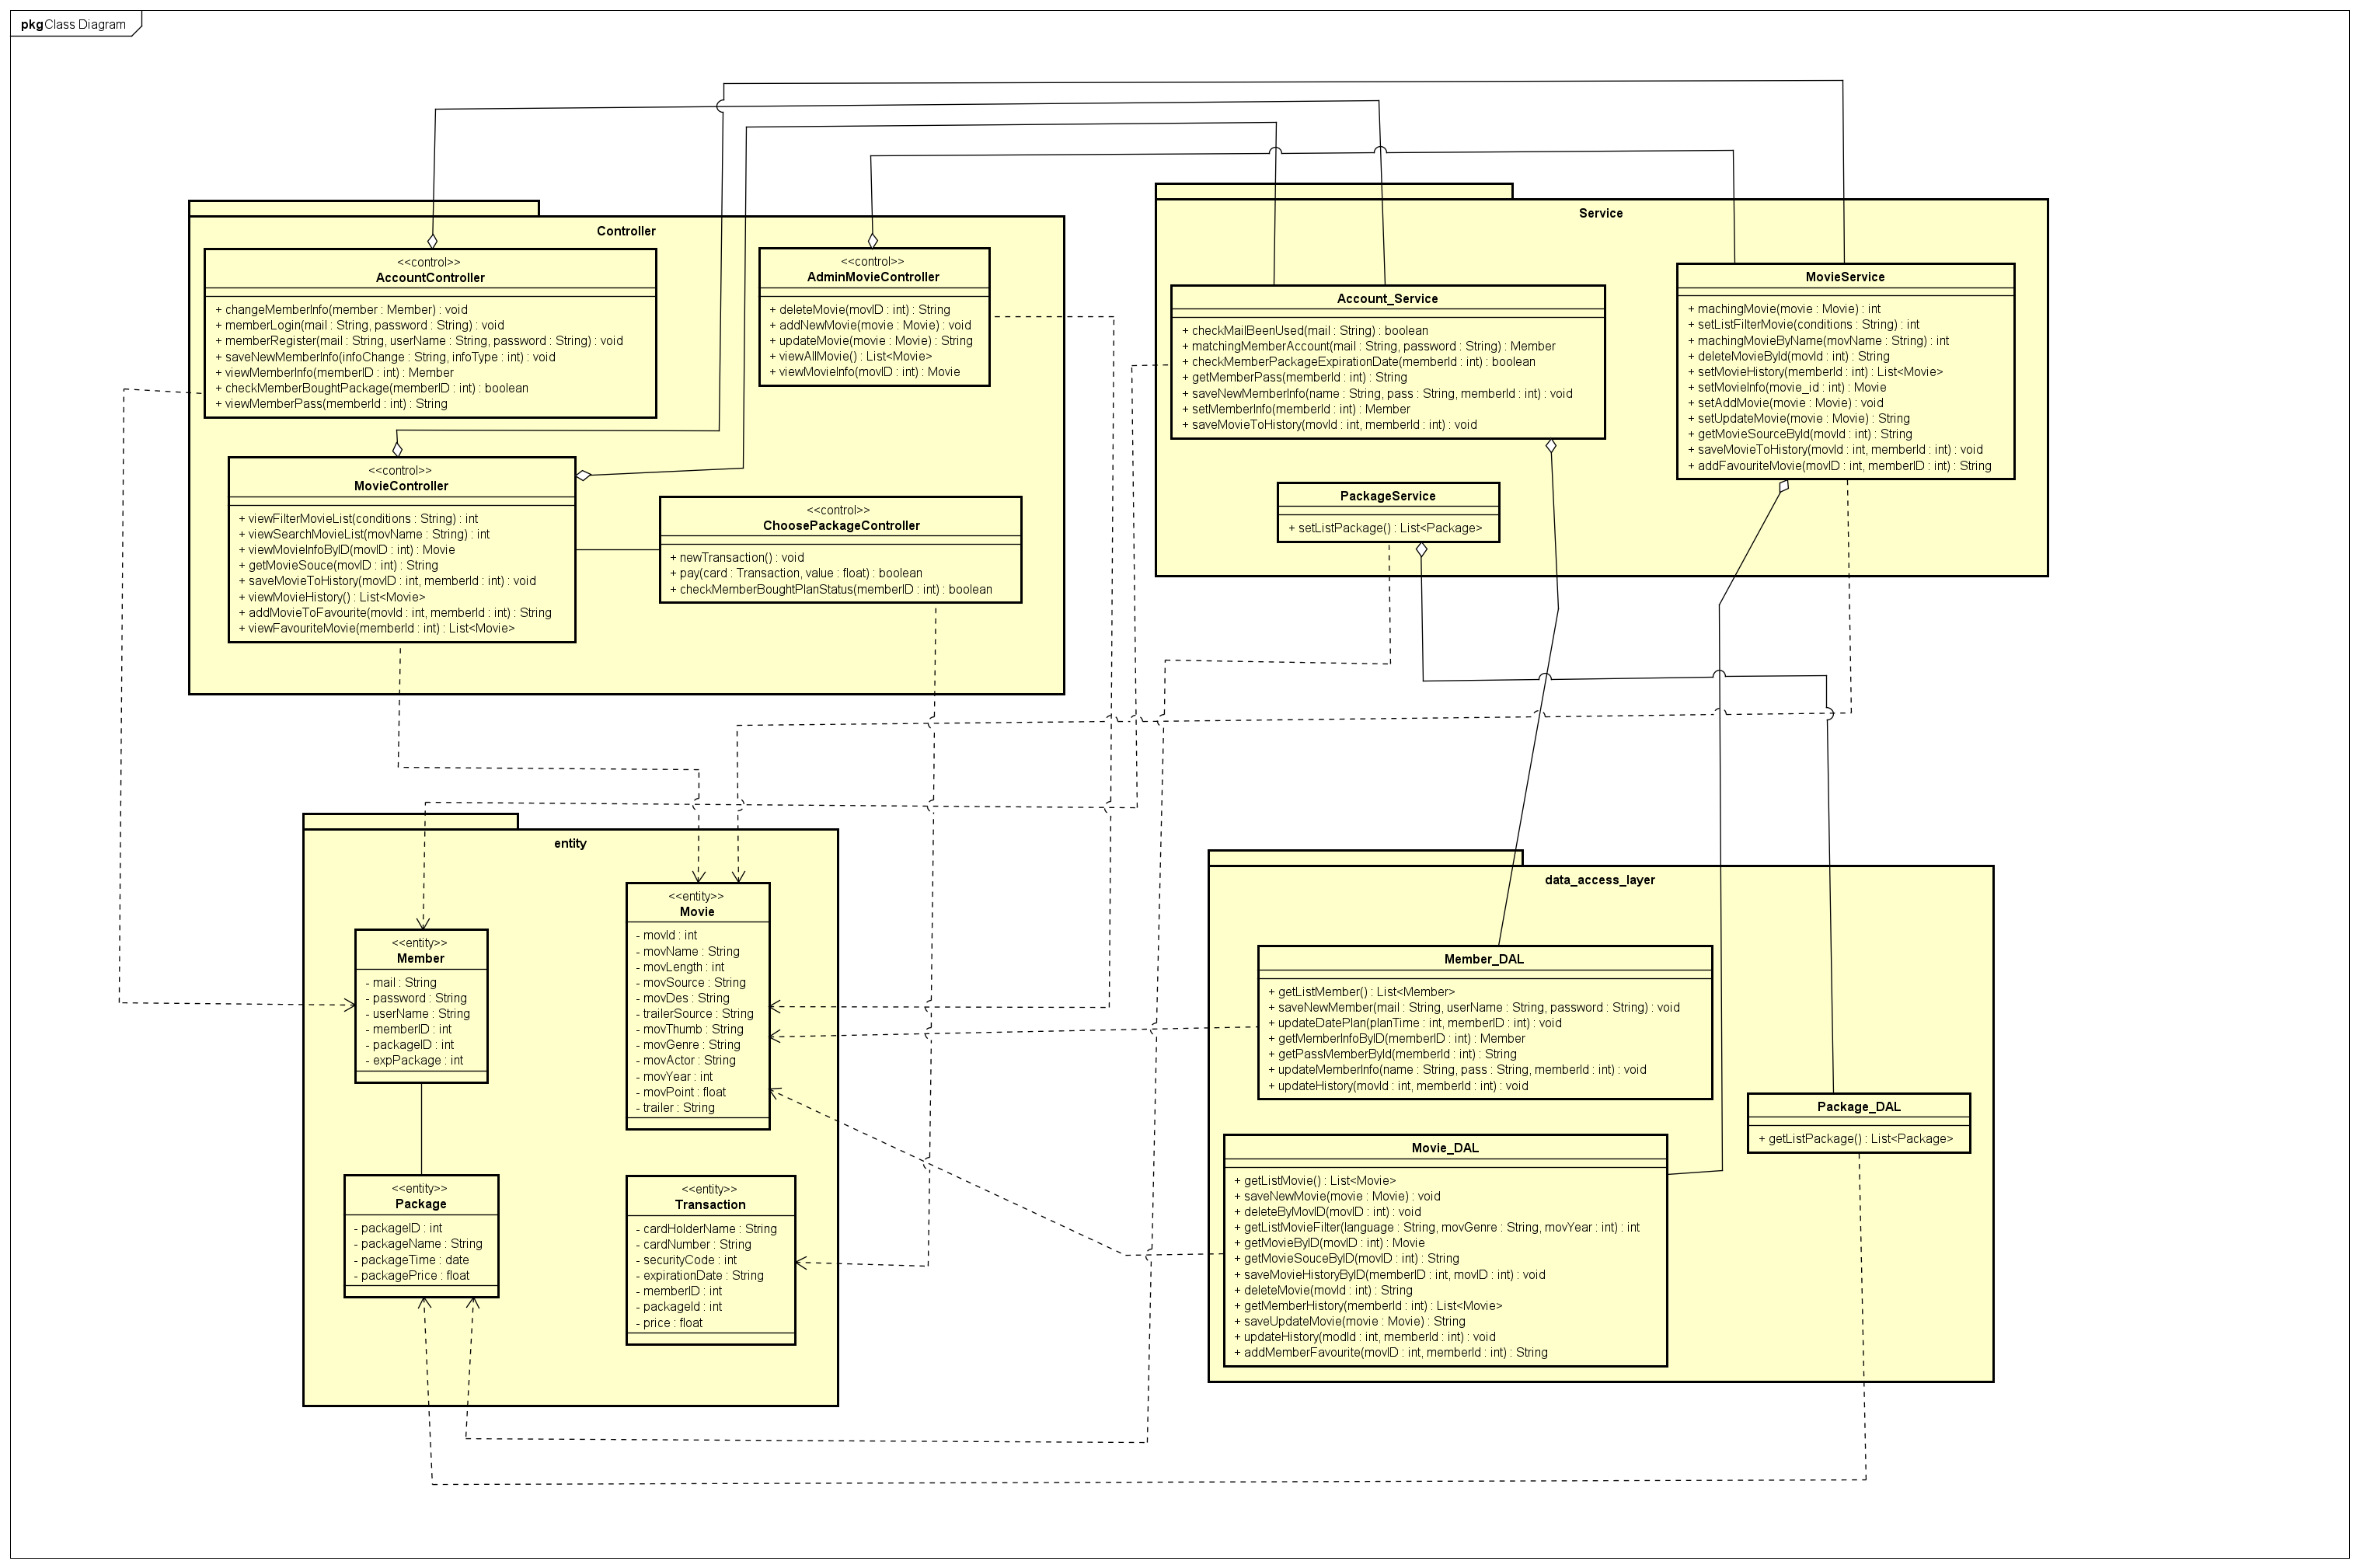 pkg Class Diagram
Controller
<<control>>
AccountController
+ changeMemberInfo(member : Member) : void
+ memberLogin(mail : String, password : String) : void
+ memberRegister(mail : String, userName : String, password : String) : void
+ saveNewMemberInfo(infoChange : String, infoType : int) : void
+ viewMemberInfo(memberID : int) : Member
+ checkMemberBoughtPackage(memberID : int) : boolean
+ viewMemberPass(memberId : int) : String
<<control>>
AdminMovieController
+ deleteMovie(movID : int) : String
+ addNewMovie(movie : Movie) : void
+ updateMovie(movie : Movie) : String
+ viewAllMovie() : List<Movie>
+ viewMovieInfo(movID : int) : Movie
<<control>>
MovieController
+ viewFilterMovieList(conditions : String) : int
+ viewSearchMovieList(movName : String) : int
+ viewMovieInfoByID(movID : int) : Movie
+ getMovieSouce(movID : int) : String
+ saveMovieToHistory(movID : int, memberId : int) : void
+ viewMovieHistory() : List<Movie>
+ addMovieToFavourite(movId : int, memberId : int) : String
+ viewFavouriteMovie(memberId : int) : List<Movie>
<<control>>
ChoosePackageController
+ newTransaction() : void
+ pay(card : Transaction, value : float) : boolean
+ checkMemberBoughtPlanStatus(memberID : int) : boolean
Service
Account_Service
+ checkMailBeenUsed(mail : String) : boolean
+ matchingMemberAccount(mail : String, password : String) : Member
+ checkMemberPackageExpirationDate(memberId : int) : boolean
+ getMemberPass(memberId : int) : String
+ saveNewMemberInfo(name : String, pass : String, memberId : int) : void
+ setMemberInfo(memberId : int) : Member
+ saveMovieToHistory(movId : int, memberId : int) : void
MovieService
+ machingMovie(movie : Movie) : int
+ setListFilterMovie(conditions : String) : int
+ machingMovieByName(movName : String) : int
+ deleteMovieById(movId : int) : String
+ setMovieHistory(memberId : int) : List<Movie>
+ setMovieInfo(movie_id : int) : Movie
+ setAddMovie(movie : Movie) : void
+ setUpdateMovie(movie : Movie) : String
+ getMovieSourceById(movId : int) : String
+ saveMovieToHistory(movId : int, memberId : int) : void
+ addFavouriteMovie(movID : int, memberID : int) : String
PackageService
+ setListPackage() : List<Package>
entity
<<entity>>
Member
- mail : String
- password : String
- userName : String
- memberID : int
- packageID : int
- expPackage : int
<<entity>>
Movie
- movId : int
- movName : String
- movLength : int
- movSource : String
- movDes : String
- trailerSource : String
- movThumb : String
- movGenre : String
- movActor : String
- movYear : int
- movPoint : float
- trailer : String
<<entity>>
Package
- packageID : int
- packageName : String
- packageTime : date
- packagePrice : float
<<entity>>
Transaction
- cardHolderName : String
- cardNumber : String
- securityCode : int
- expirationDate : String
- memberID : int
- packageId : int
- price : float
data_access_layer
Member_DAL
+ getListMember() : List<Member>
+ saveNewMember(mail : String, userName : String, password : String) : void
+ updateDatePlan(planTime : int, memberID : int) : void
+ getMemberInfoByID(memberID : int) : Member
+ getPassMemberById(memberId : int) : String
+ updateMemberInfo(name : String, pass : String, memberId : int) : void
+ updateHistory(movId : int, memberId : int) : void
Package_DAL
+ getListPackage() : List<Package>
Movie_DAL
+ getListMovie() : List<Movie>
+ saveNewMovie(movie : Movie) : void
+ deleteByMovID(movID : int) : void
+ getListMovieFilter(language : String, movGenre : String, movYear : int) : int
+ getMovieByID(movID : int) : Movie
+ getMovieSouceByID(movID : int) : String
+ saveMovieHistoryByID(memberID : int, movID : int) : void
+ deleteMovie(movId : int) : String
+ getMemberHistory(memberId : int) : List<Movie>
+ saveUpdateMovie(movie : Movie) : String
+ updateHistory(modId : int, memberId : int) : void
+ addMemberFavourite(movID : int, memberId : int) : String